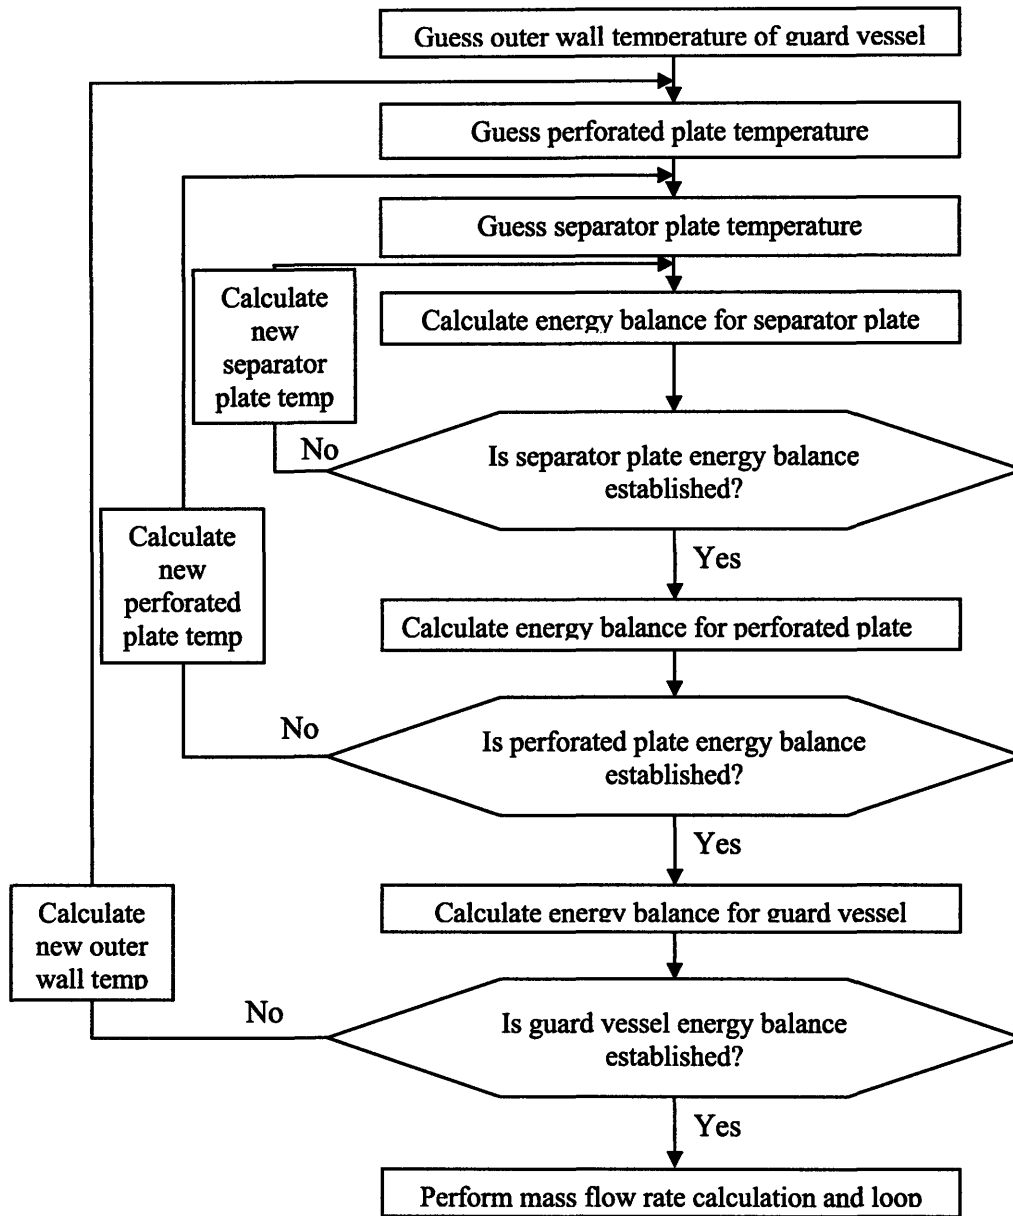 Guess outer wall temperature of guard vessel
Guess perforated plate temperature
Guess separator plate temperature
Calculate
new
separator
plate temp
Calculate energy balance for separator plate
No
Is separator plate energy balance
established?
Yes
Calculate
new
perforated
plate temp
Calculate energy balance for perforated plate
No
Is perforated plate energy balance
established?
Yes
Calculate
new outer
wall temp
Calculate energy balance for guard vessel
No
Is guard vessel energy balance
established?
Yes
Perform mass flow rate calculation and loop